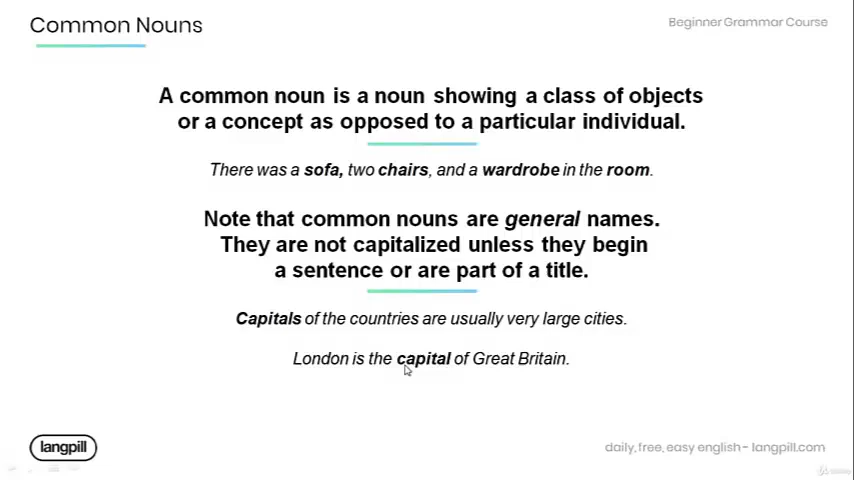 Common Nouns
Beginner Grammar Course
A common noun is a noun showing a class of objects
or a concept as opposed to a particular individual.
There was a sofa, two chairs, and a wardrobe in the room.
Note that common nouns are general names.
They are not capitalized unless they begin
a sentence or are part of a title.
Capitals of the countries are usually very large cities.
London is the capital of Great Britain.
langpill
daily, free, easy english - langpill.com